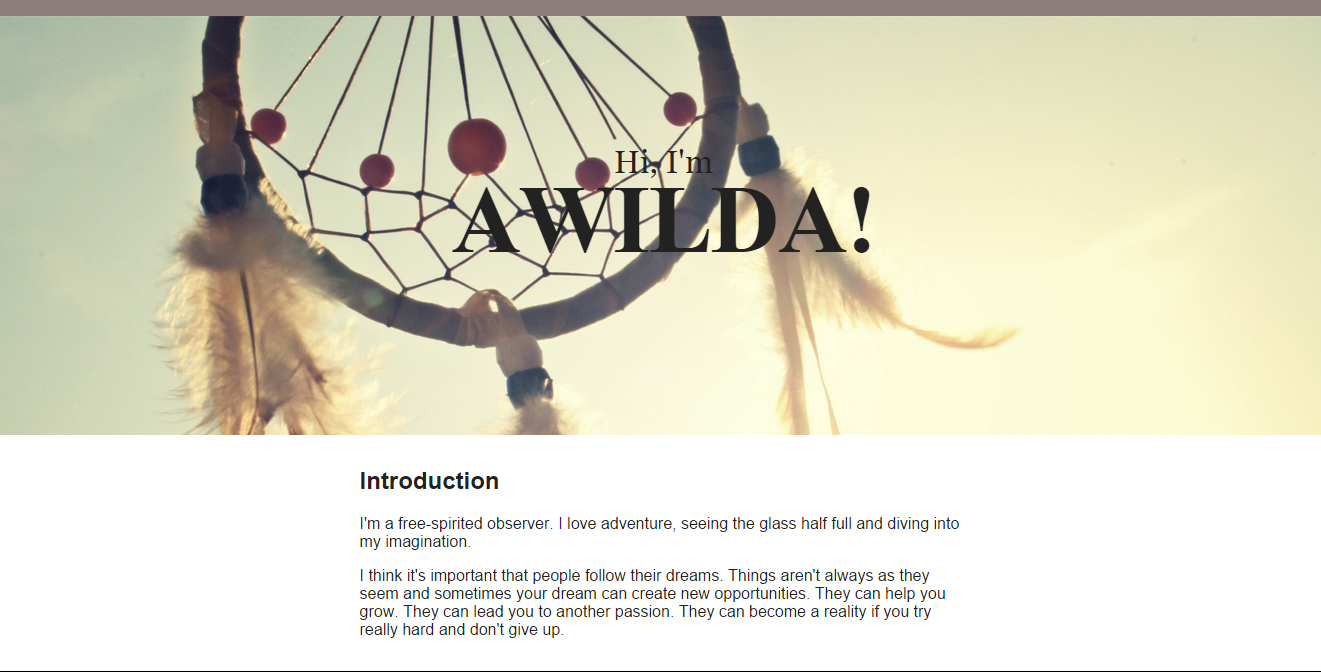 Hi, I'm
AWILDA!
Introduction
I'm a free-spirited observer. I love adventure, seeing the glass half full and diving into
my imagination.
I think it's important that people follow their dreams. Things aren't always as they
seem and sometimes your dream can create new opportunities. They can help you
grow. They can lead you to another passion. They can become a reality if you try
really hard and don't give up.